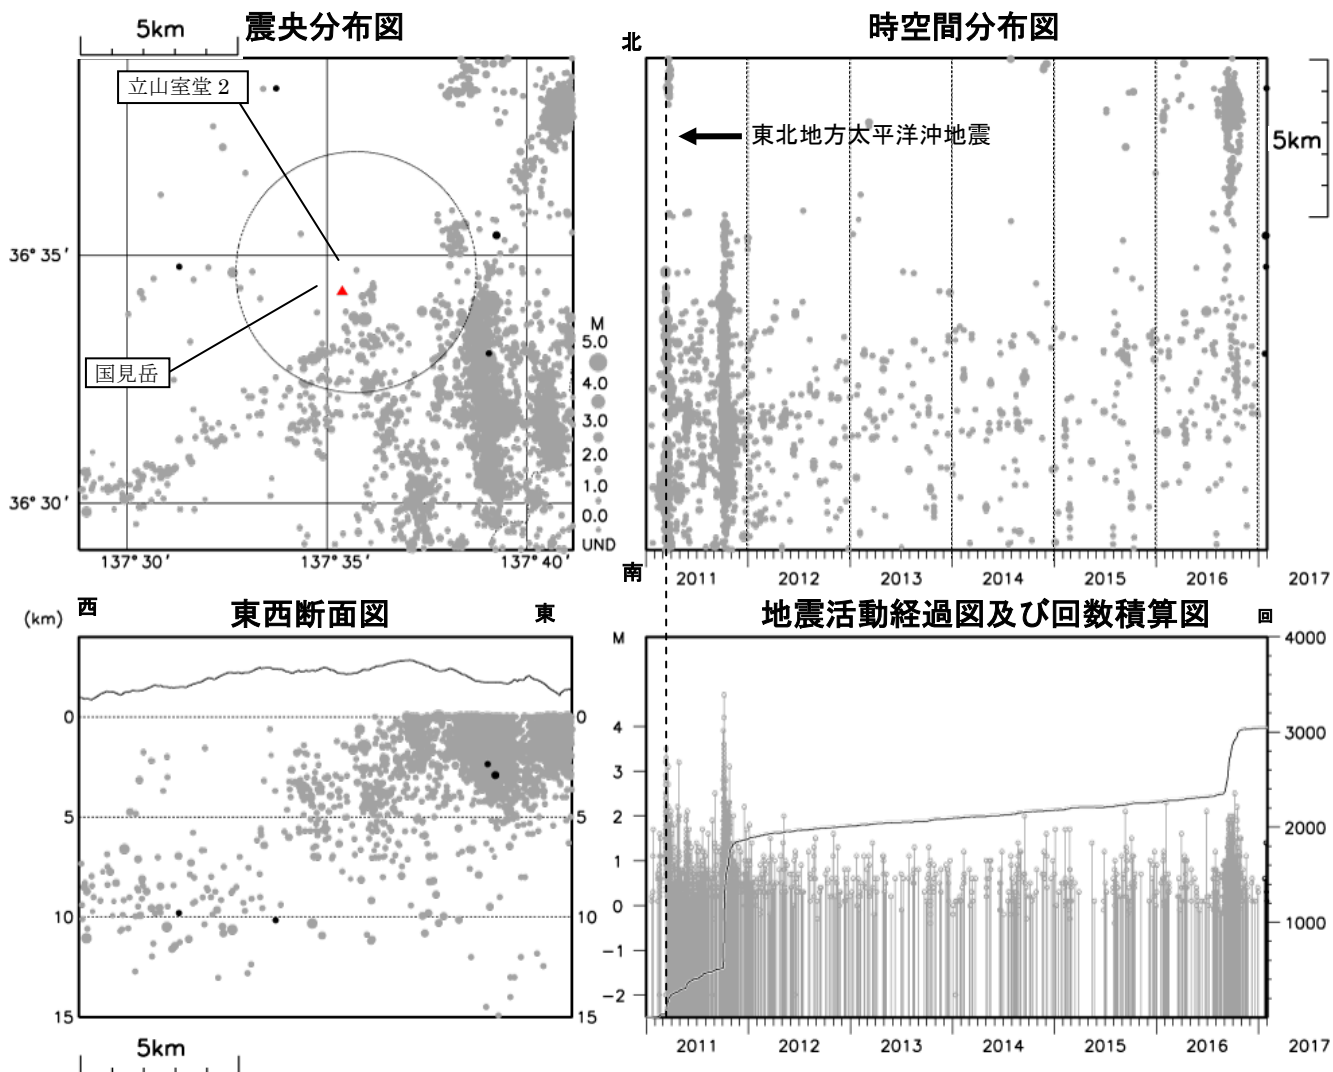 5km
震央分布図
立山室堂 2
国見岳
36° 35′
36° 30′
137° 30′
137° 35′
137° 40′
M
5.0
4.0
3.0
2.0
1.0
0.0
UND
時空間分布図
北
南
東北地方太平洋沖地震
5km
2011
2012
2013
2014
2015
2016
2017
(km)
西
東西断面図
東
0
5
10
15
0
5
10
15
5km
地震活動経過図及び回数積算図
M
回
4
3
2
1
0
-1
-2
4000
3000
2000
1000
2011
2012
2013
2014
2015
2016
2017